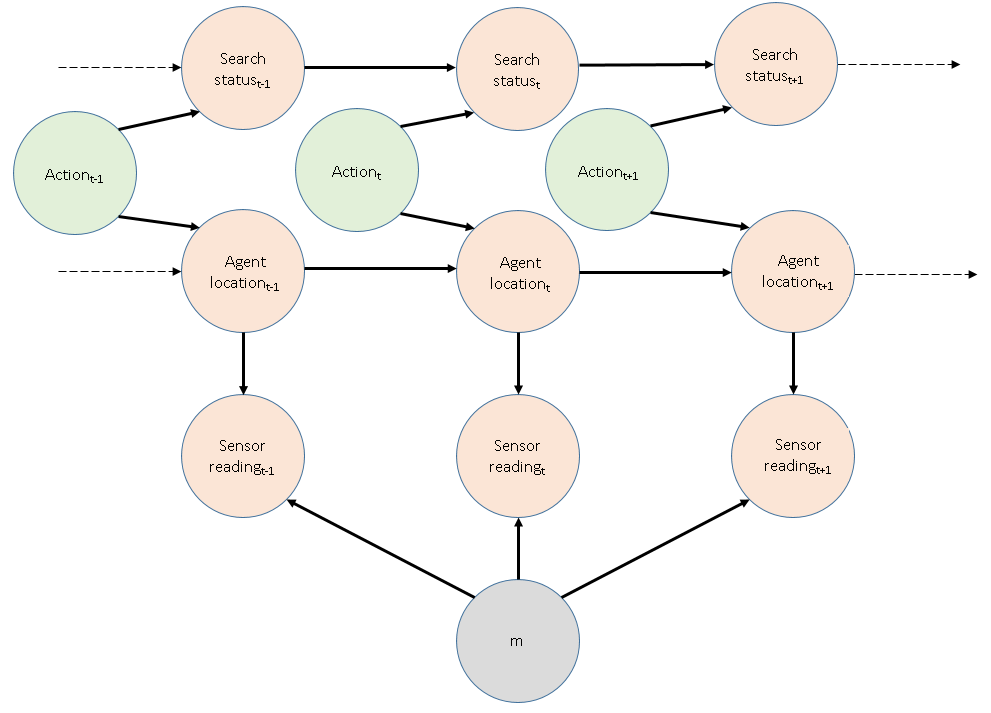 Search
status t-1
Search
status t
Search
status t+1
Action t-1
Action t
Action t+1
Agent
location t-1
Agent
location t
Agent
location t+1
Sensor
reading t-1
Sensor
reading t
Sensor
reading t+1
m